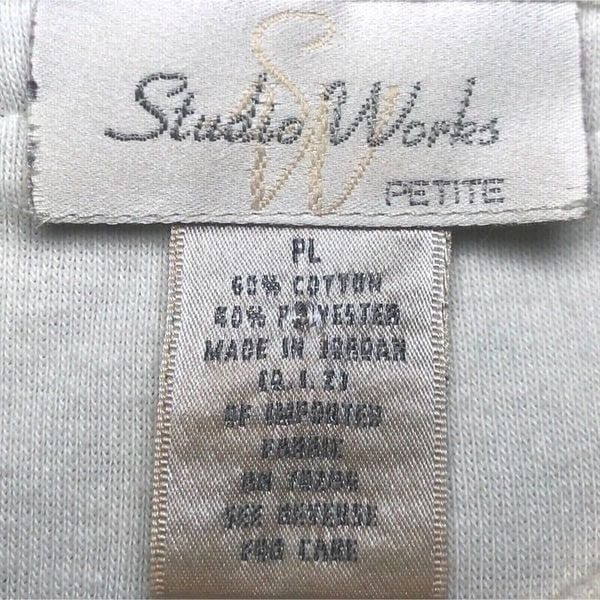 Studio Works
PETITE
PL
60% COTTON
40% POLYESTER
MADE IN JORDAN
(Q.I.Z)
OF IMPORTED
FABRIC
SEE REVERSE
FOR CARE